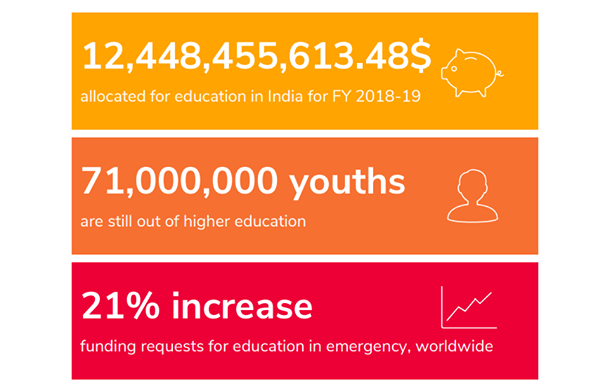 12,448,455,613.48$
allocated for education in India for FY 2018-19
71,000,000 youths
are still out of higher education
21% increase
funding requests for education in emergency, worldwide